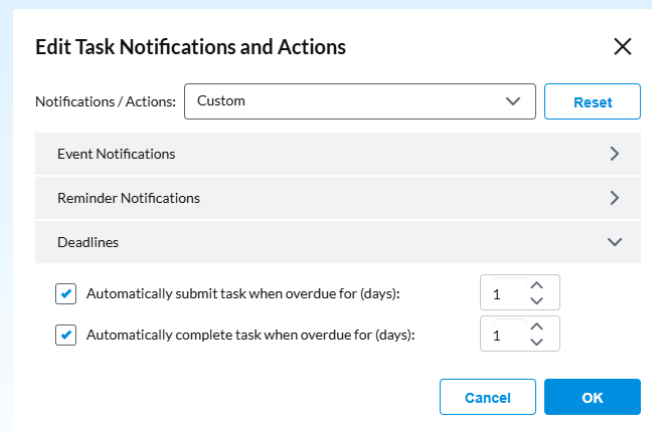 Edit Task Notifications and Actions
Notifications / Actions: Custom Reset
Event Notifications
Reminder Notifications
Deadlines
Automatically submit task when overdue for (days): 1
Automatically complete task when overdue for (days): 1
Cancel OK